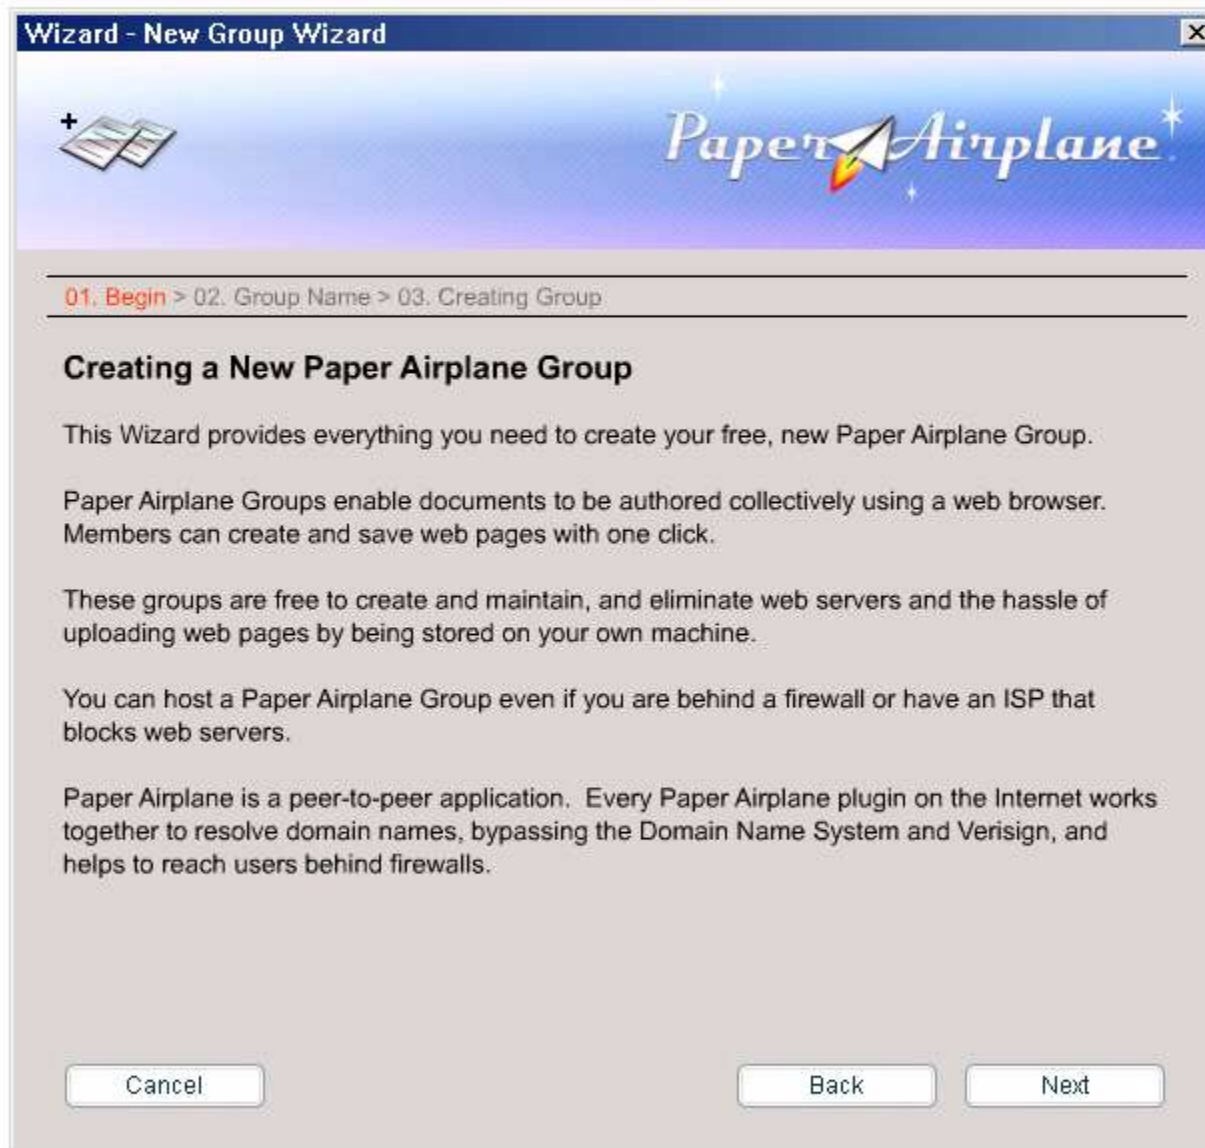 Wizard - New Group Wizard
Paper Airplane
01. Begin > 02. Group Name > 03. Creating Group
Creating a New Paper Airplane Group
This Wizard provides everything you need to create your free, new Paper Airplane Group.
Paper Airplane Groups enable documents to be authored collectively using a web browser.
Members can create and save web pages with one click.
These groups are free to create and maintain, and eliminate web servers and the hassle of
uploading web pages by being stored on your own machine.
You can host a Paper Airplane Group even if you are behind a firewall or have an ISP that
blocks web servers.
Paper Airplane is a peer-to-peer application.  Every Paper Airplane plugin on the Internet works
together to resolve domain names, bypassing the Domain Name System and Verisign, and
helps to reach users behind firewalls.
Cancel Back Next